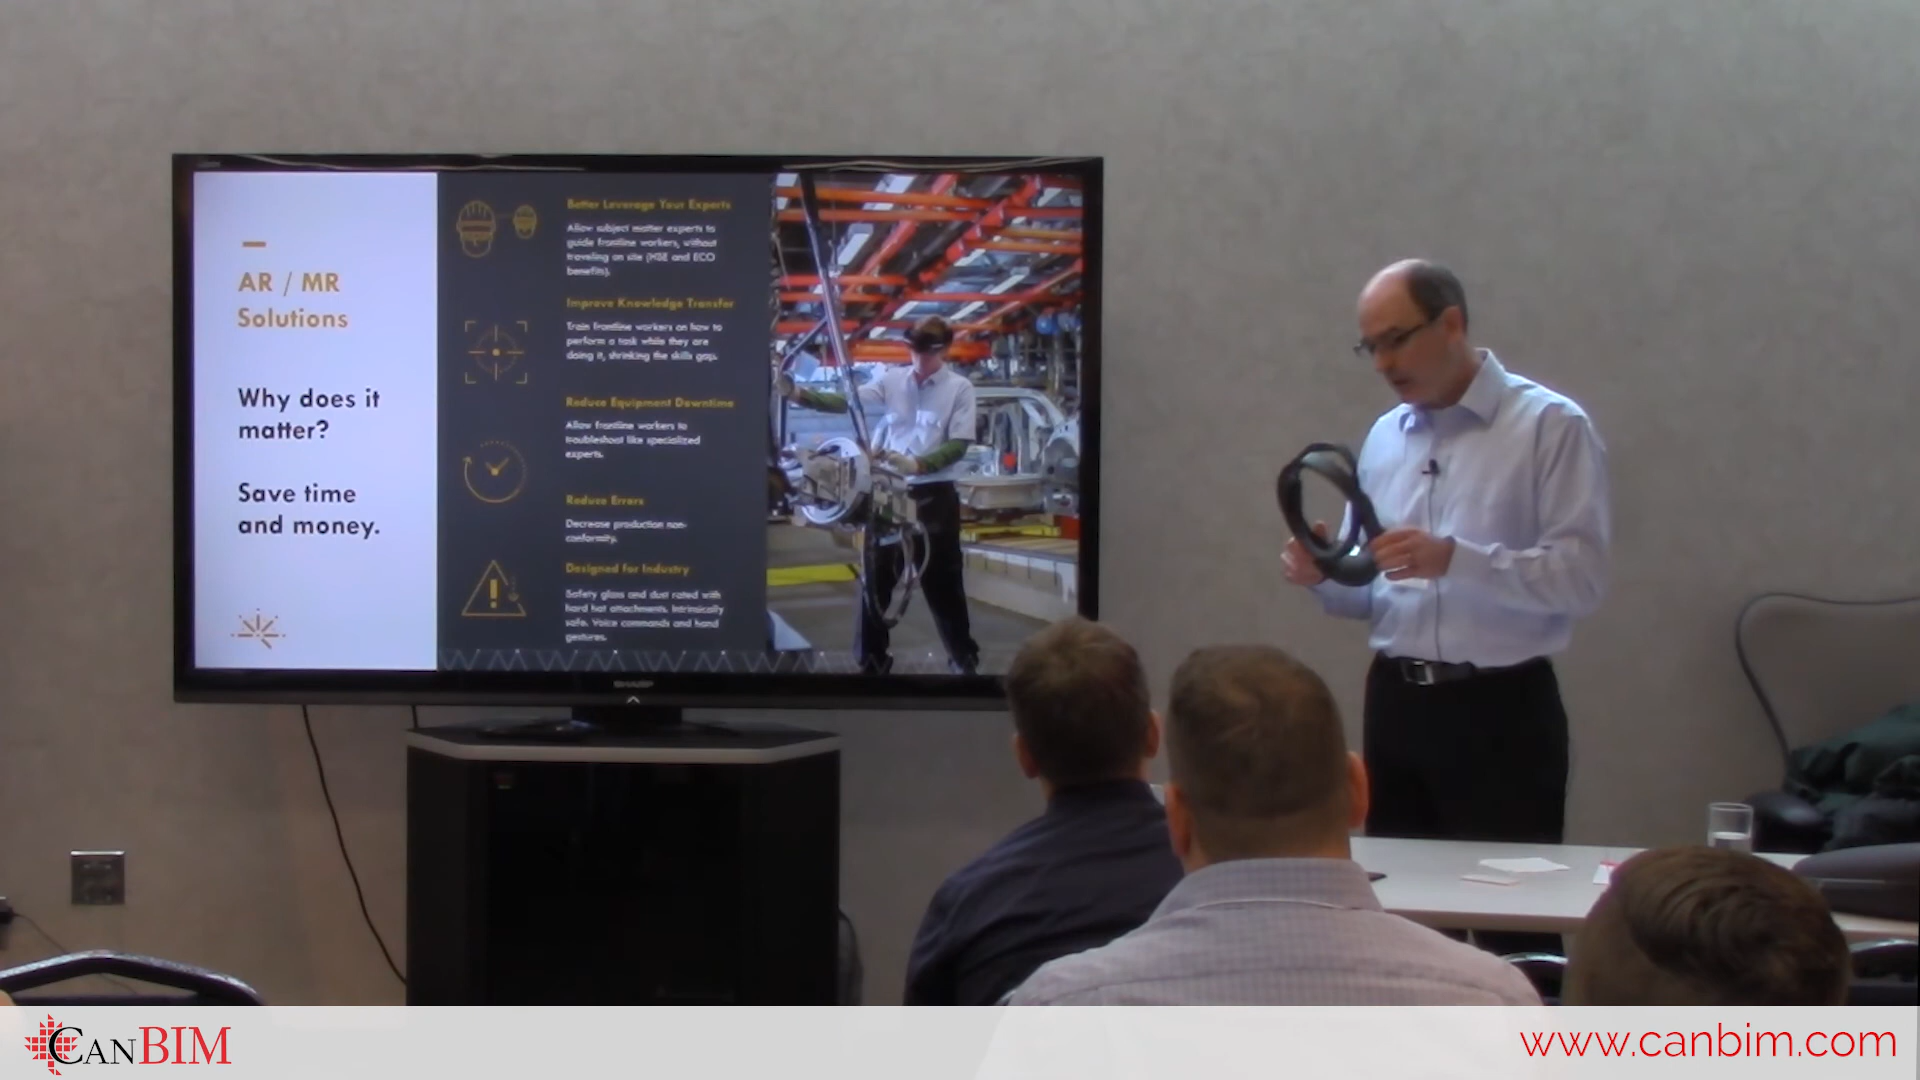 AR / MR
Solutions
Why does it
matter?
Save time
and money.
Better Leverage Your Experts
Allow subject matter experts to
guide frontline workers, without
traveling on site (HSE and ECO
benefits).
Improve Knowledge Transfer
Train frontline workers on how to
perform a task while they are
doing it, shrinking the skills gap.
Reduce Equipment Downtime
Allow frontline workers to
troubleshoot like specialized
experts.
Reduce Errors
Decrease production non-
conformity.
Designed for Industry
Safety glass and dust rated with
hard hat attachments. Intrinsically
safe. Voice commands and hand
gestures.
SHARP
CANBIM
www.canbim.com